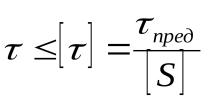 τ ≤ [τ] = τпред / [S]